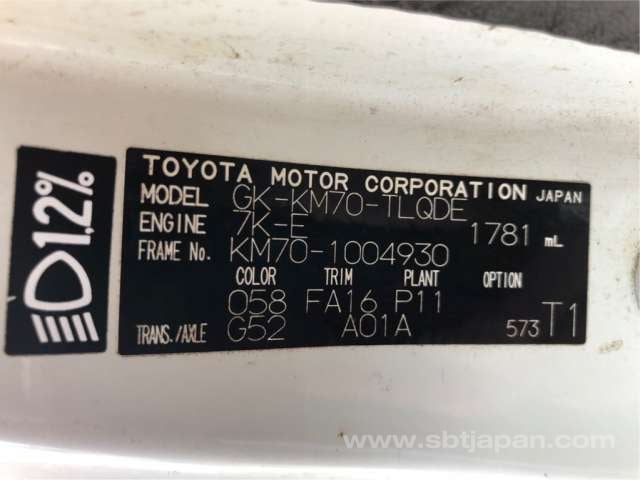 1.2%
TOYOTA MOTOR CORPORATION JAPAN
MODEL GK-KM70-TLQDE
ENGINE 7K-E 1781 mL
FRAME No. KM70-1004930
COLOR TRIM PLANT OPTION
058 FA16 P11
TRANS./AXLE G52 A01A 573 T1
www.sbtjapan.com